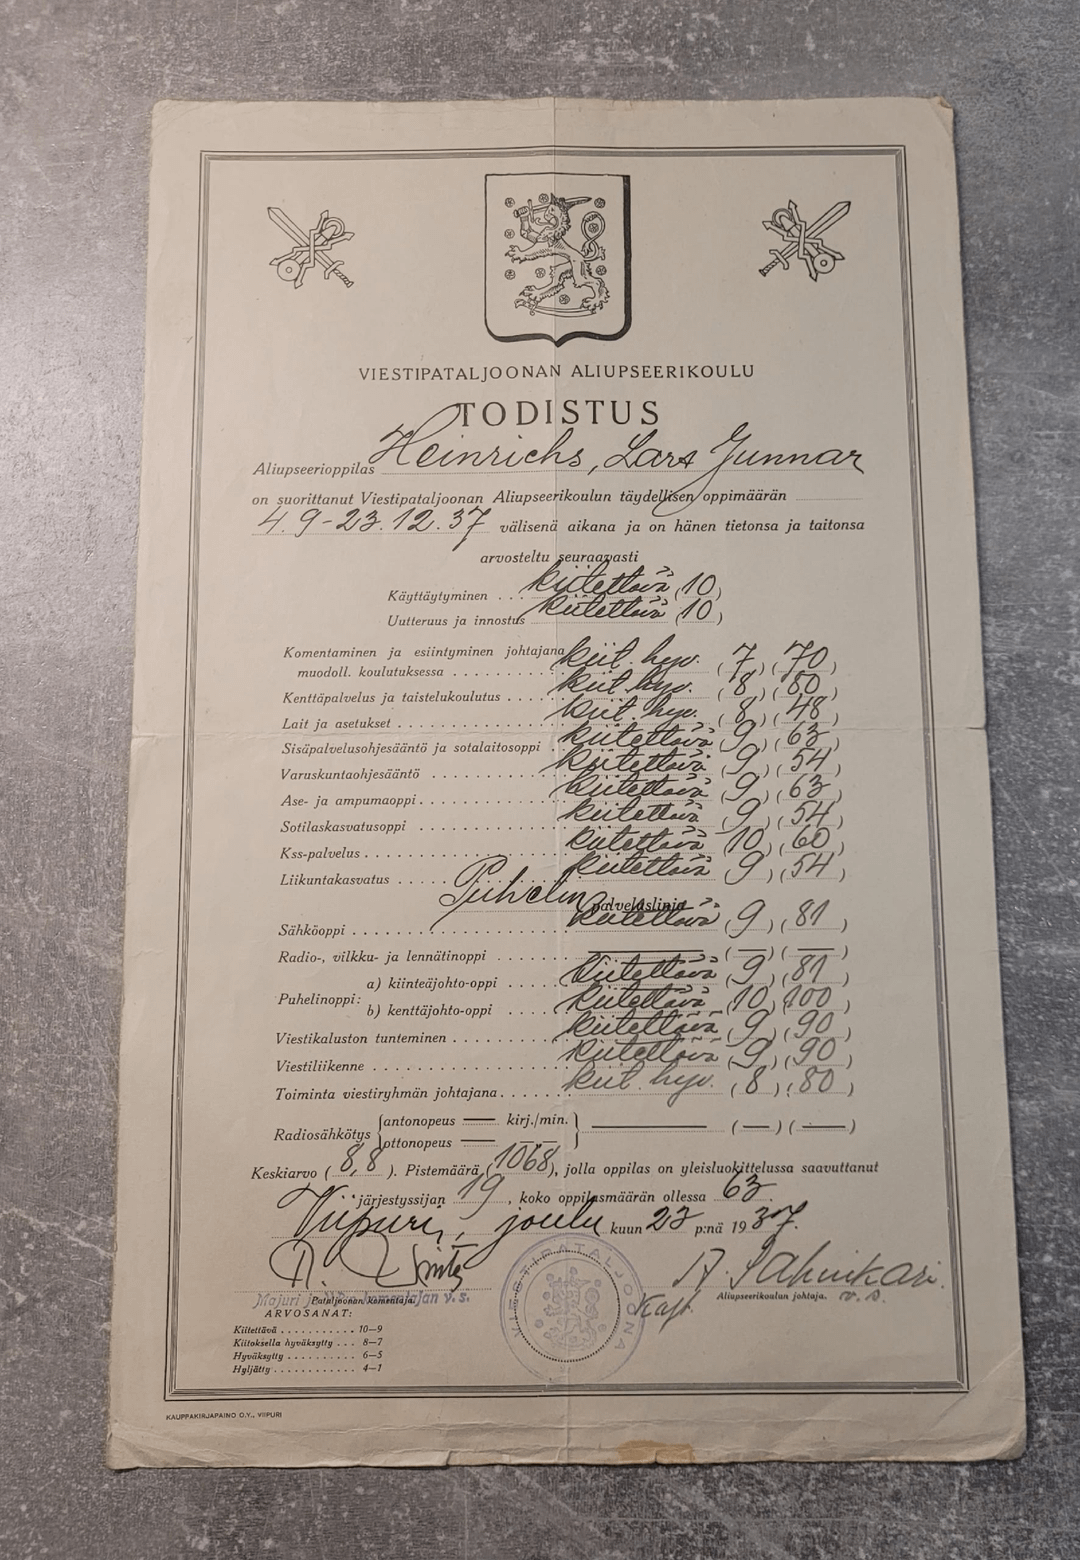 VIESTIPATALJOONAN ALIUPSEERIKOULU
TODISTUS
Aliupseerioppilas Heinrichs, Lars Gunnar
on suorittanut Viestipataljoonan Aliupseerikoulun täydellisen oppimäärän
4.9-23.12.37 välisenä aikana ja on hänen tietonsa ja taitonsa
arvosteltu seuraavasti
Käyttäytyminen . . . kiitettävä (10)
Uutteruus ja innostus kiitettävä (10)
Komentaminen ja esiintyminen johtajana
muodoll. koulutuksessa . . . . . . . . . . kiit. hyv. (7) (70)
Kenttäpalvelus ja taistelukoulutus . . . . . . kiit. hyv. (8) (80)
Lait ja asetukset . . . . . . . . . . . . . . . kiit. hyv. (8) (48)
Sisäpalvelusohjesääntö ja sotalaitosoppi . kiitettävä (9) (63)
Varuskuntaohjesääntö . . . . . . . . . . . . kiitettävä (9) (54)
Ase- ja ampumaoppi . . . . . . . . . . . . . kiitettävä (9) (63)
Sotilaskasvatusoppi . . . . . . . . . . . . . kiitettävä (9) (54)
Kss-palvelus . . . . . . . . . . . . . . . . . kiitettävä (10) (60)
Liikuntakasvatus . . . . . . . . . . . . . . . kiitettävä (9) (54)
Puhelin palveluslinja
Sähköoppi . . . . . . . . . . . . . . . . . . kiitettävä (9) (81)
Radio-, vilkku- ja lennätinoppi . . . . . . . — (—) (—)
Puhelinoppi:
a) kiinteäjohto-oppi . . . . . kiitettävä (9) (81)
b) kenttäjohto-oppi . . . . . kiitettävä (10) (100)
Viestikaluston tunteminen . . . . . . . . . . kiitettävä (9) (90)
Viestiliikenne . . . . . . . . . . . . . . . . kiitettävä (9) (90)
Toiminta viestiryhmän johtajana . . . . . . . kiit. hyv. (8) (80)
Radiosähkötys {antonopeus — kirj./min.
ottonopeus — — — } — (—) (—)
Keskiarvo (8,8). Pistemäärä (1068), jolla oppilas on yleisluokittelussa saavuttanut
järjestyssijan 19, koko oppilasmäärän ollessa 63.
Viipuri, joulu kuun 23 p:nä 1937.
Majuri ja Pataljoonan komentajan v. s.
Pataljoonan komentaja.
Kapt.
Aliupseerikoulun johtaja. v.s.
VIESTIPATALJOONA
ARVOSANAT:
Kiitettävä . . . . . . . . . . . 10—9
Kiitoksella hyväksytty . . . 8—7
Hyväksytty . . . . . . . . . . 6—5
Hyljätty . . . . . . . . . . . . 4—1
KAUPPAKIRJAPAINO O.Y., VIIPURI